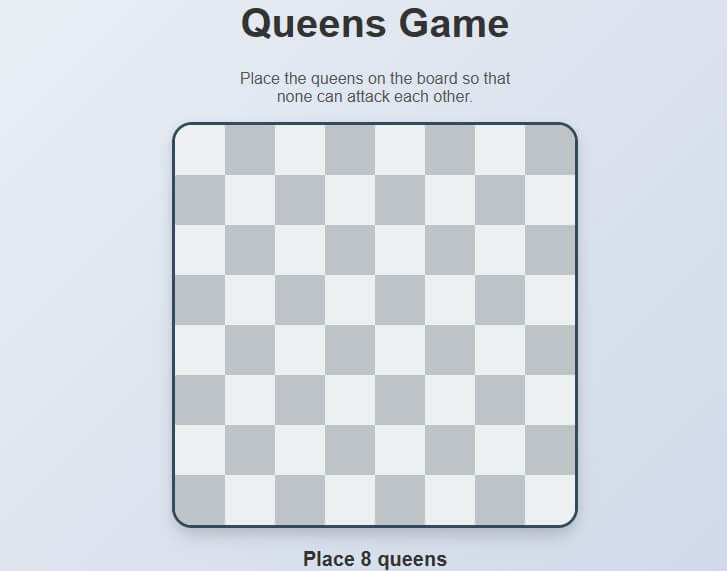 Queens Game
Place the queens on the board so that
none can attack each other.
Place 8 queens